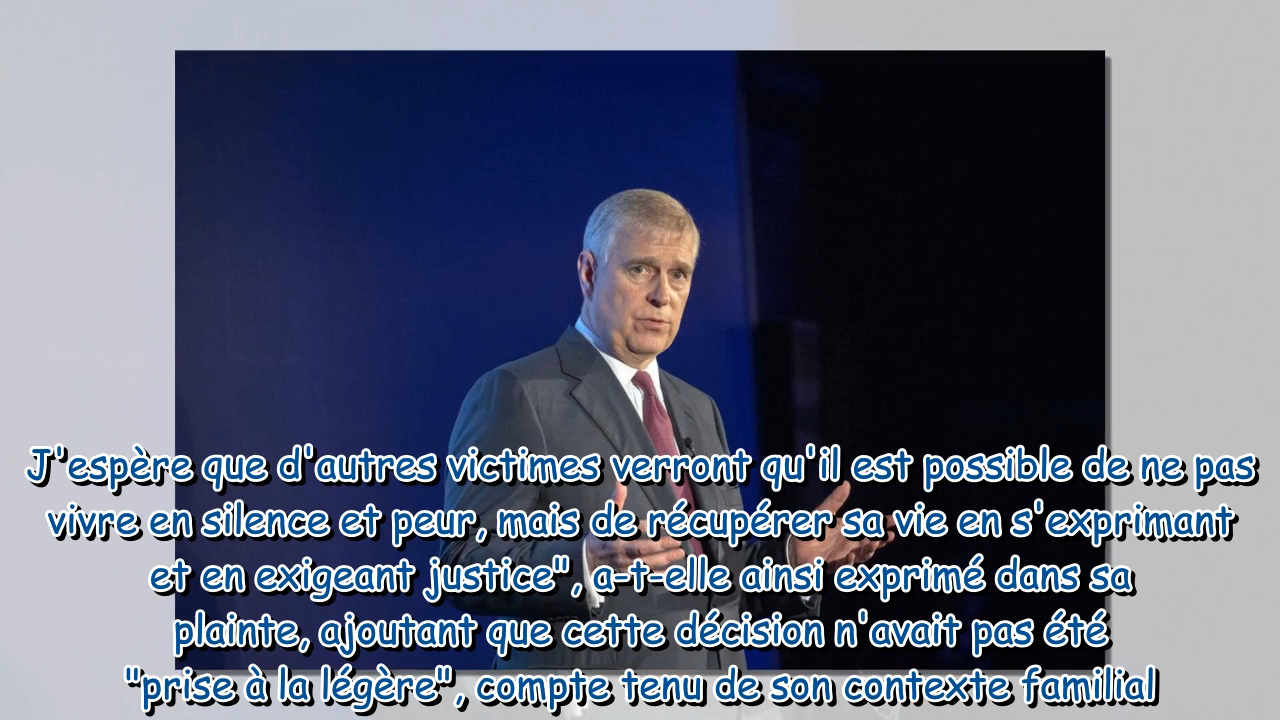 J'espère que d'autres victimes verront qu'il est possible de ne pas
vivre en silence et peur, mais de récupérer sa vie en s'exprimant
et en exigeant justice", a-t-elle ainsi exprimé dans sa
plainte, ajoutant que cette décision n'avait pas été
"prise à la légère", compte tenu de son contexte familial